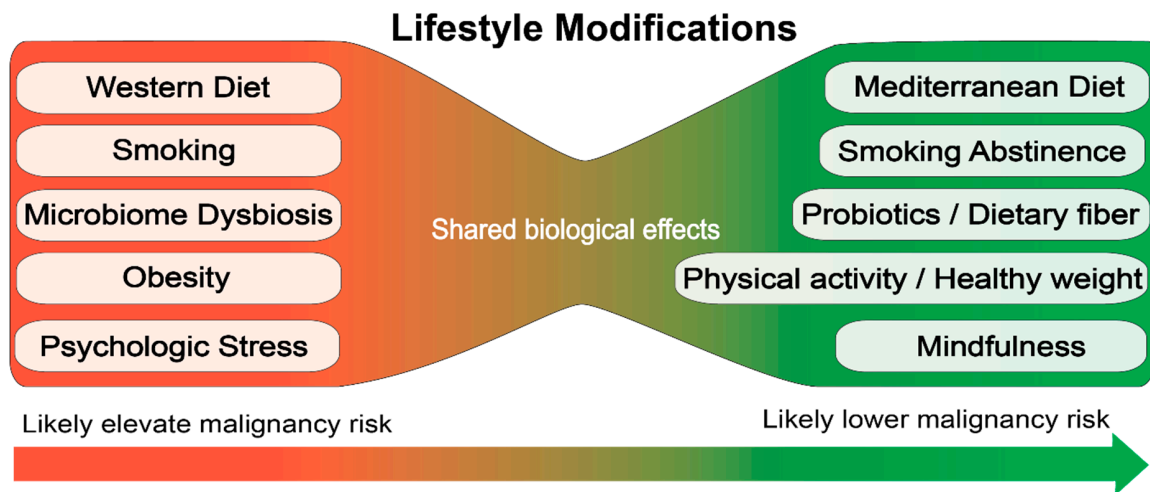 Lifestyle Modifications
Western Diet
Smoking
Microbiome Dysbiosis
Obesity
Psychologic Stress
Shared biological effects
Mediterranean Diet
Smoking Abstinence
Probiotics / Dietary fiber
Physical activity / Healthy weight
Mindfulness
Likely elevate malignancy risk
Likely lower malignancy risk